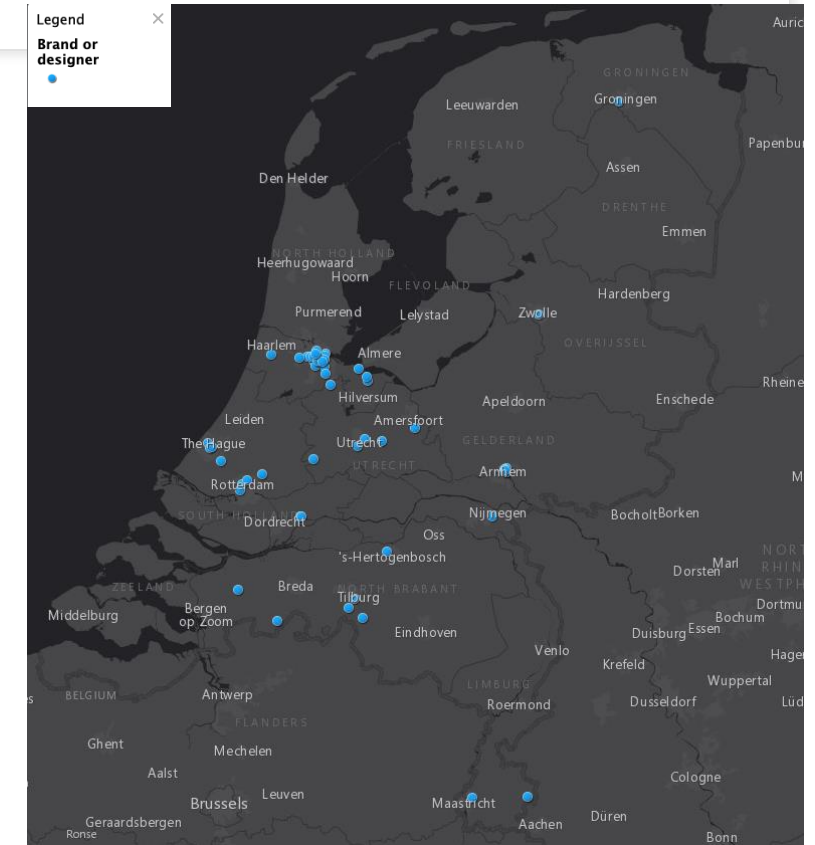 Legend
Brand or
designer
Auric
GRONINGEN
Groningen
Leeuwarden
FRIESLAND
Papenbu
Assen
Den Helder
DRENTHE
Emmen
NORTH HOLLAND
Heerhugowaard
Hoorn
FLEVOLAND
Hardenberg
Purmerend
Lelystad
Zwolle
OVERIJSSEL
Haarlem
Almere
Rheine
Hilversum
Apeldoorn
Enschede
Leiden
Amersfoort
The Hague
Utrecht
GELDERLAND
UTRECHT
Arnhem
M
Rotterdam
SOUTH HOLLAND
Dordrecht
Nijmegen
Bocholt
Borken
Oss
's-Hertogenbosch
NORT
RHIN
WESTPH
Marl
Dorsten
ZEELAND
Breda
NORTH BRABANT
Tilburg
Middelburg
Bergen
op Zoom
Dortmu
Bochum
Essen
Duisburg
Eindhoven
Venlo
Hage
Krefeld
Wuppertal
LIMBURG
s
BELGIUM
Antwerp
Roermond
Dusseldorf
Lüd
FLANDERS
Ghent
Mechelen
Aalst
Cologne
Brussels
Leuven
Maastricht
Geraardsbergen
Ronse
Aachen
Düren
Bonn